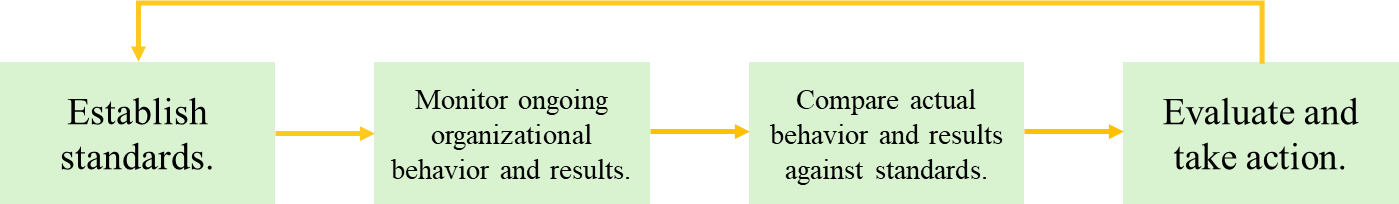 Establish
standards.
Monitor ongoing
organizational
behavior and results.
Compare actual
behavior and results
against standards.
Evaluate and
take action.